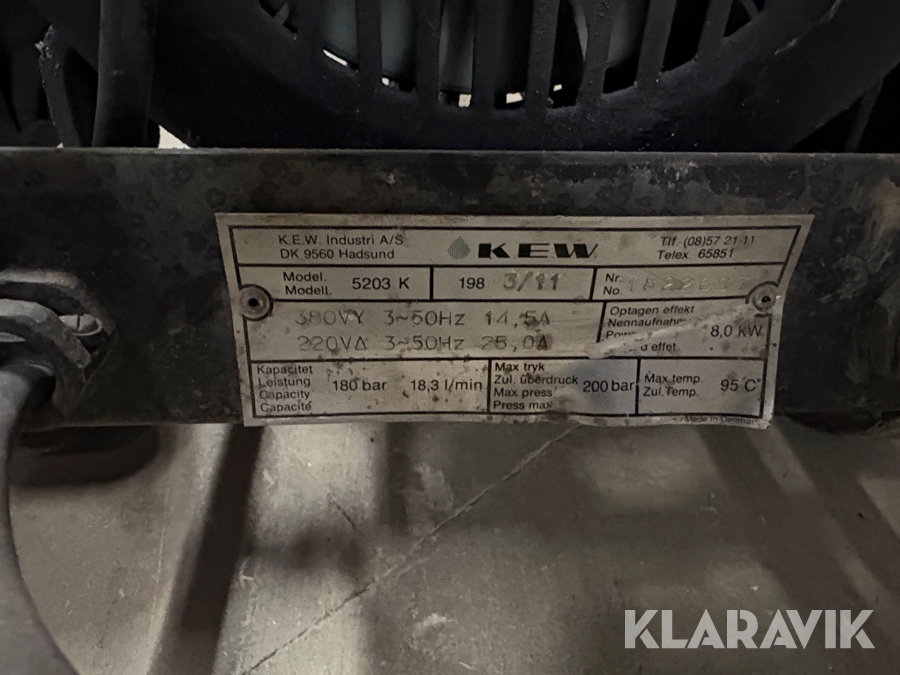 K.E.W. Industri A/S
DK 9560 Hadsund
KEW
Tlf. (08)57 21 11
Telex. 65851
Model.
Modell.
5203 K
198 3/11
Nr.
No.
380VY 3~50Hz 14,5A
220VΔ 3~50Hz 25,0A
Optagen effekt
Nennaufnahm
8,0 kW
d'effet
Kapacitet
Leistung
Capacity
Capacité
180 bar 18,3 l/min
Max tryk
Zul. überdruck
Max press
Press max
200 bar
Max temp.
Zul.Temp.
95 C°
Made in Denmark
KLARAVIK